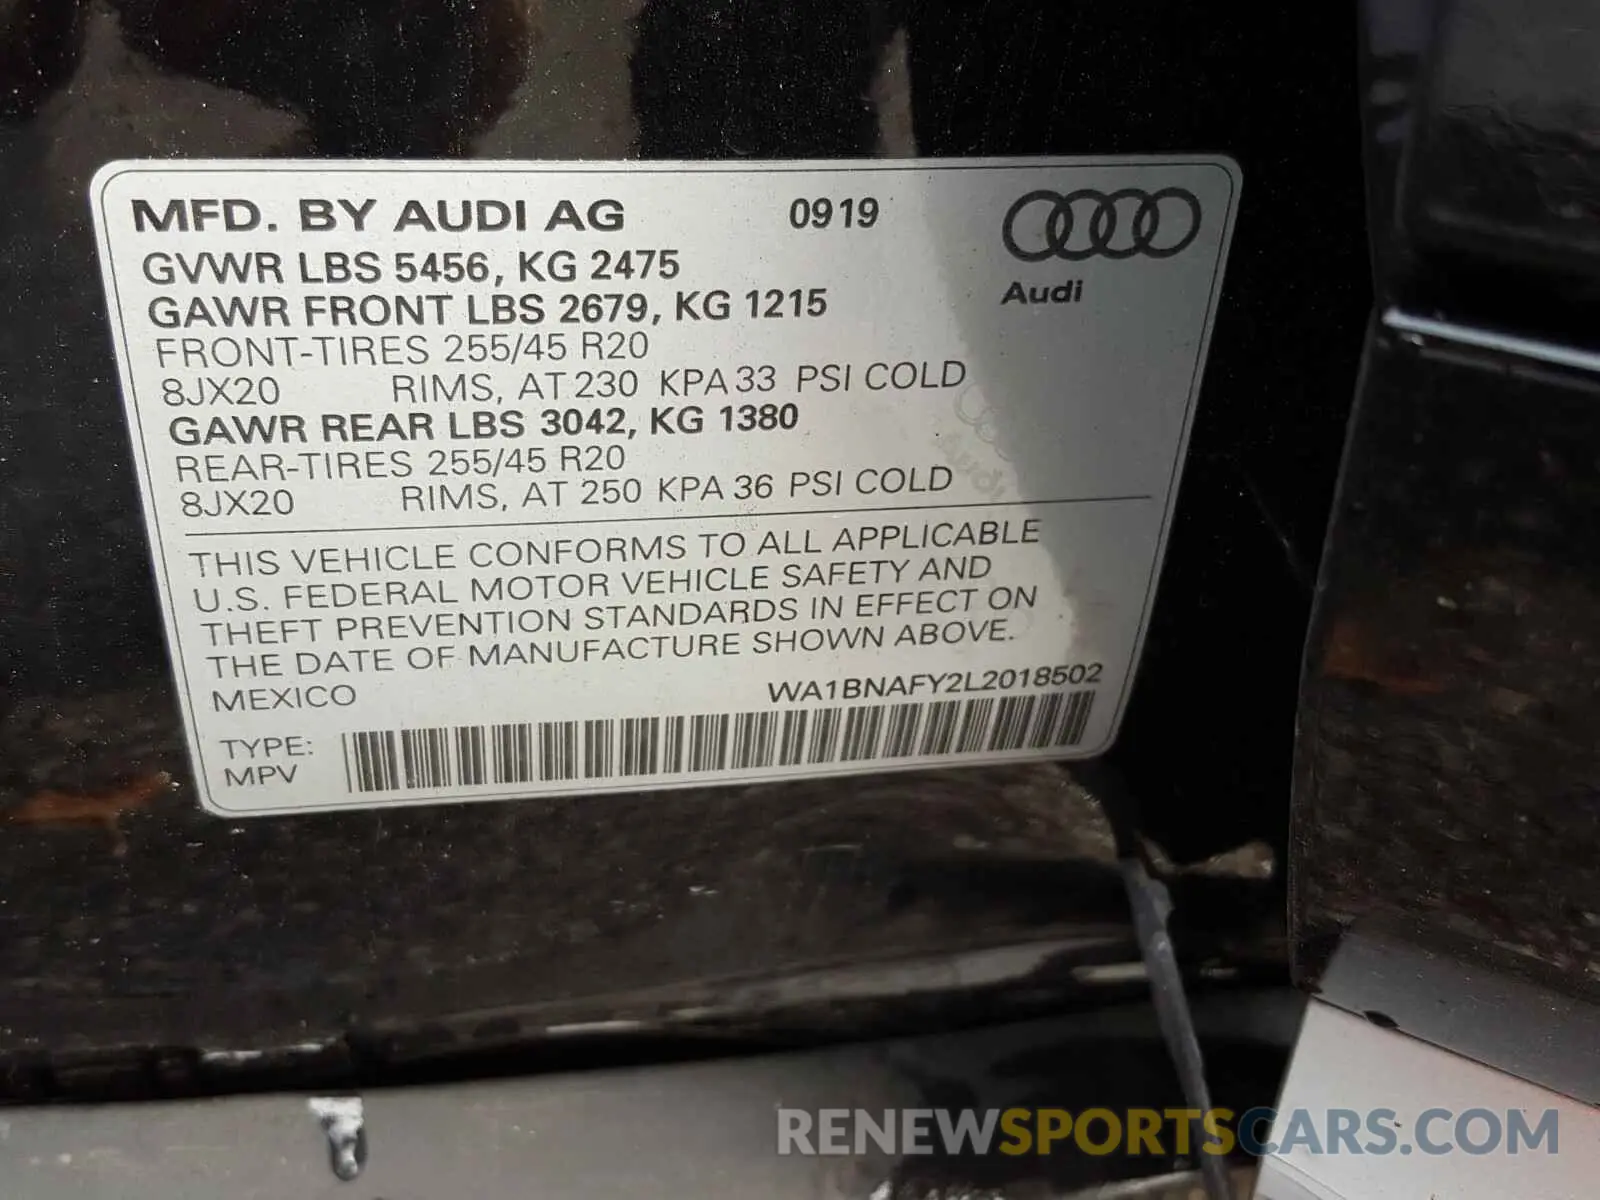 MFD. BY AUDI AG 0919
GVWR LBS 5456, KG 2475
GAWR FRONT LBS 2679, KG 1215
Audi
FRONT-TIRES 255/45 R20
8JX20 RIMS, AT 230 KPA 33 PSI COLD
GAWR REAR LBS 3042, KG 1380
REAR-TIRES 255/45 R20
8JX20 RIMS, AT 250 KPA 36 PSI COLD
Audi
THIS VEHICLE CONFORMS TO ALL APPLICABLE
U.S. FEDERAL MOTOR VEHICLE SAFETY AND
THEFT PREVENTION STANDARDS IN EFFECT ON
THE DATE OF MANUFACTURE SHOWN ABOVE.
MEXICO WA1BNAFY2L2018502
TYPE:
MPV
RENEWSPORTSCARS.COM